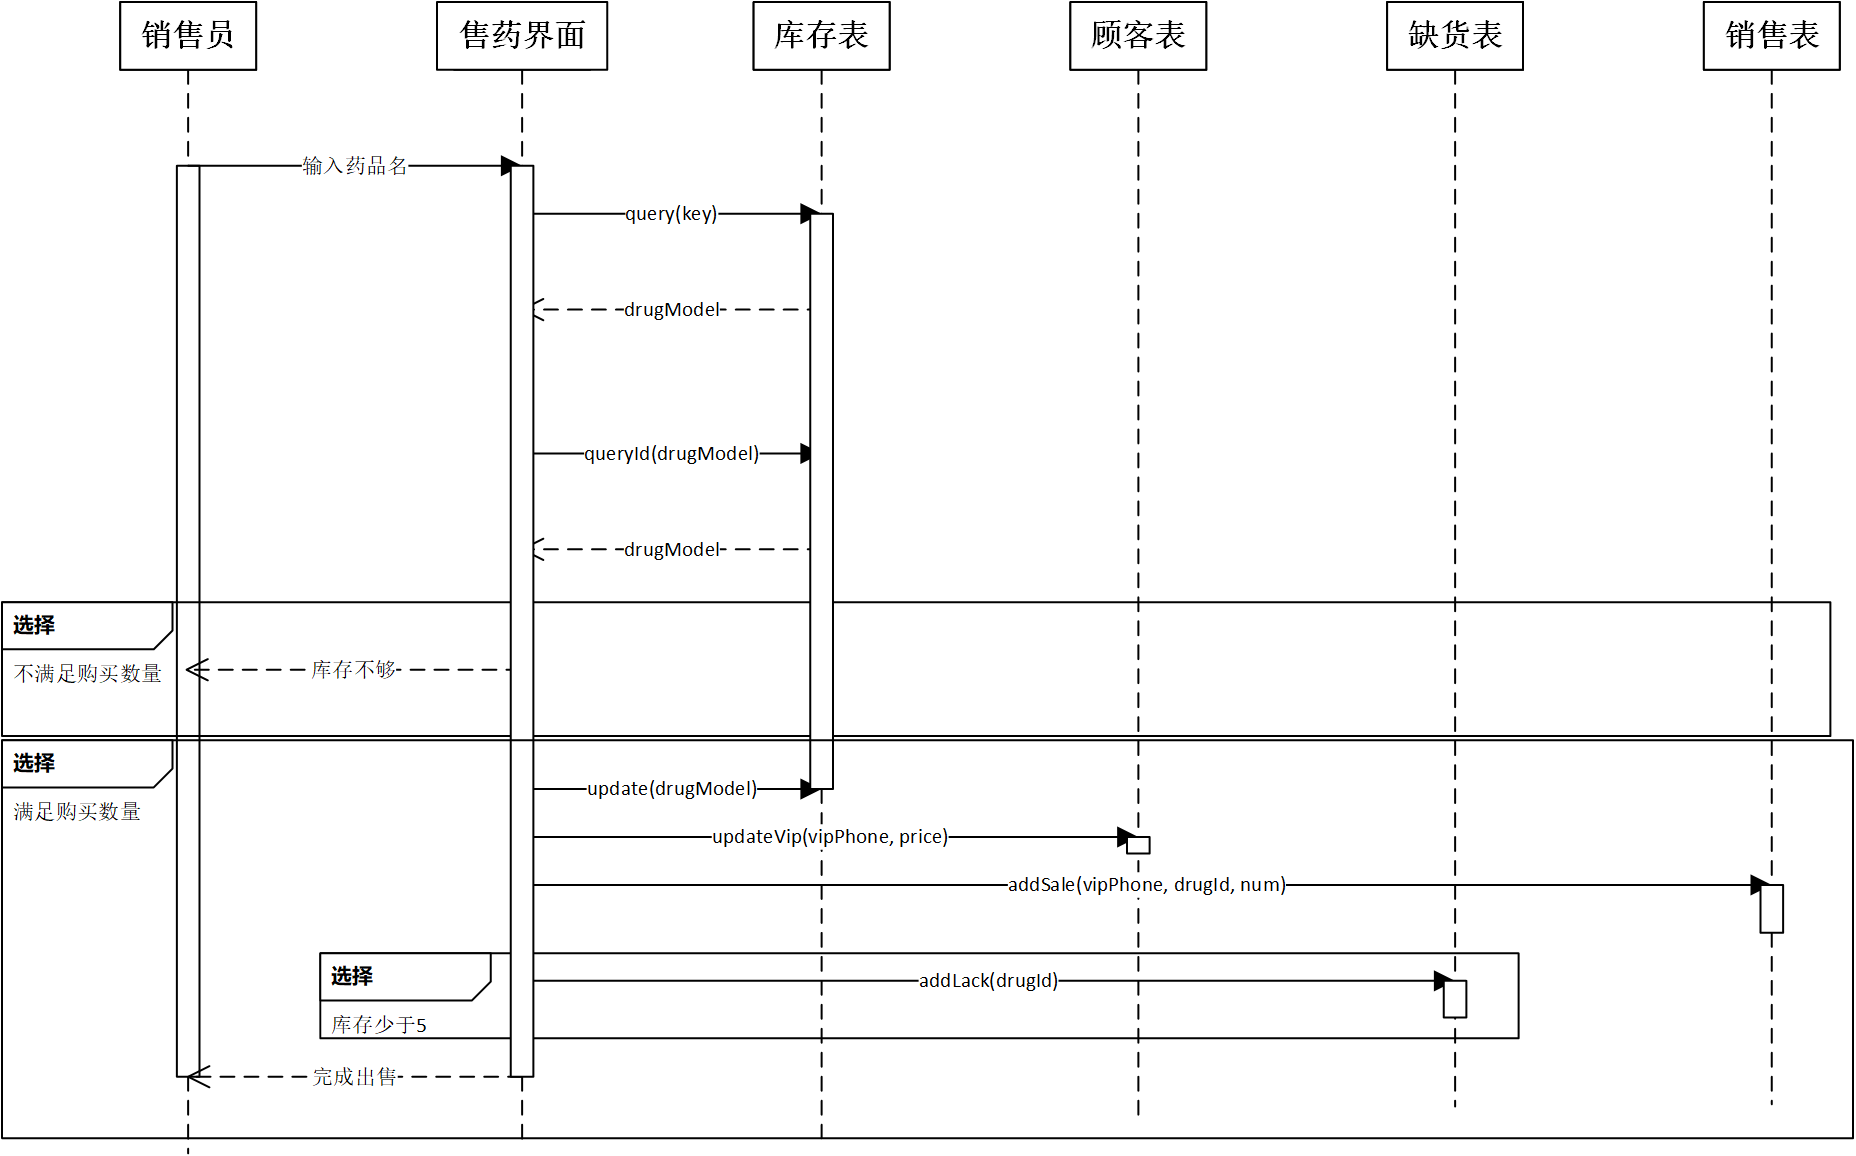 销售员
售药界面
库存表
顾客表
缺货表
销售表
输入药品名
query(key)
drugModel
queryId(drugModel)
drugModel
选择
不满足购买数量
库存不够
选择
满足购买数量
update(drugModel)
updateVip(vipPhone, price)
addSale(vipPhone, drugId, num)
选择
库存少于5
addLack(drugId)
完成出售